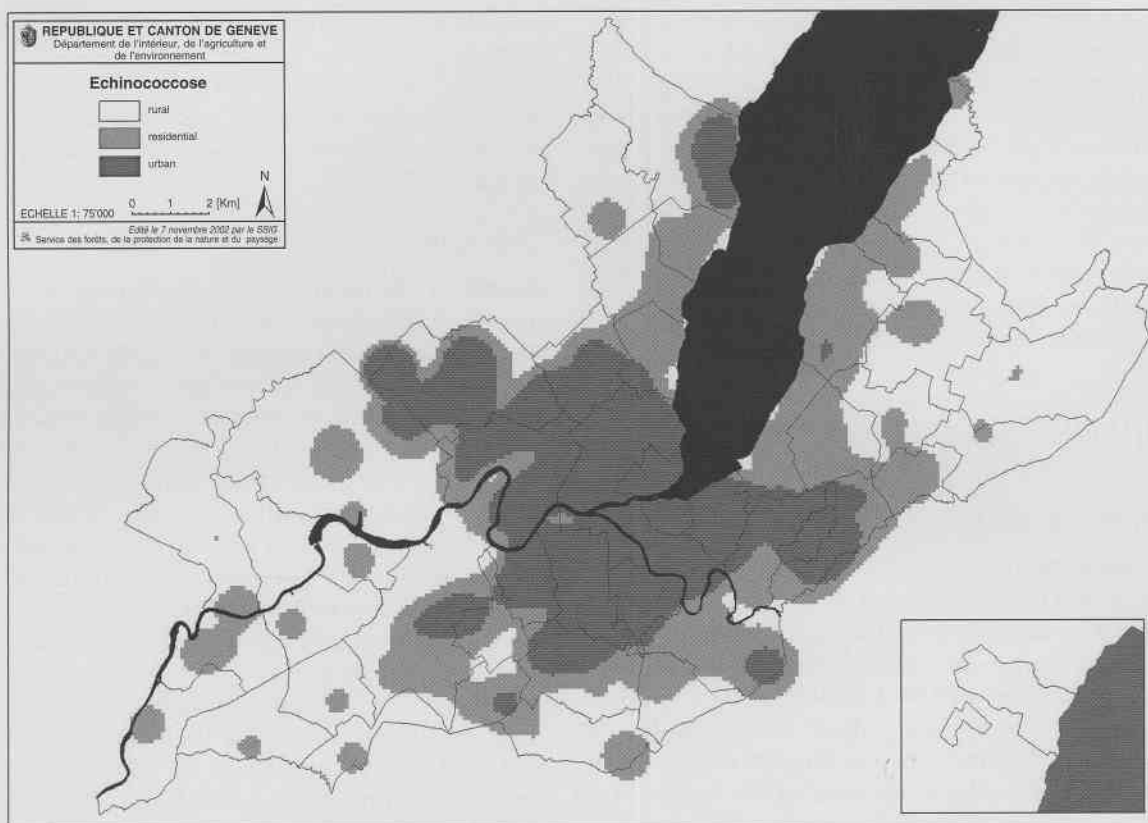 REPUBLIQUE ET CANTON DE GENEVE
Département de l'intérieur, de l'agriculture et
de l'environnement
Echinococcose
rural
residential
urban
N
0 1 2 [Km]
ECHELLE 1: 75'000
Edité le 7 novembre 2002 par le SSIG
Service des forêts, de la protection de la nature et du paysage